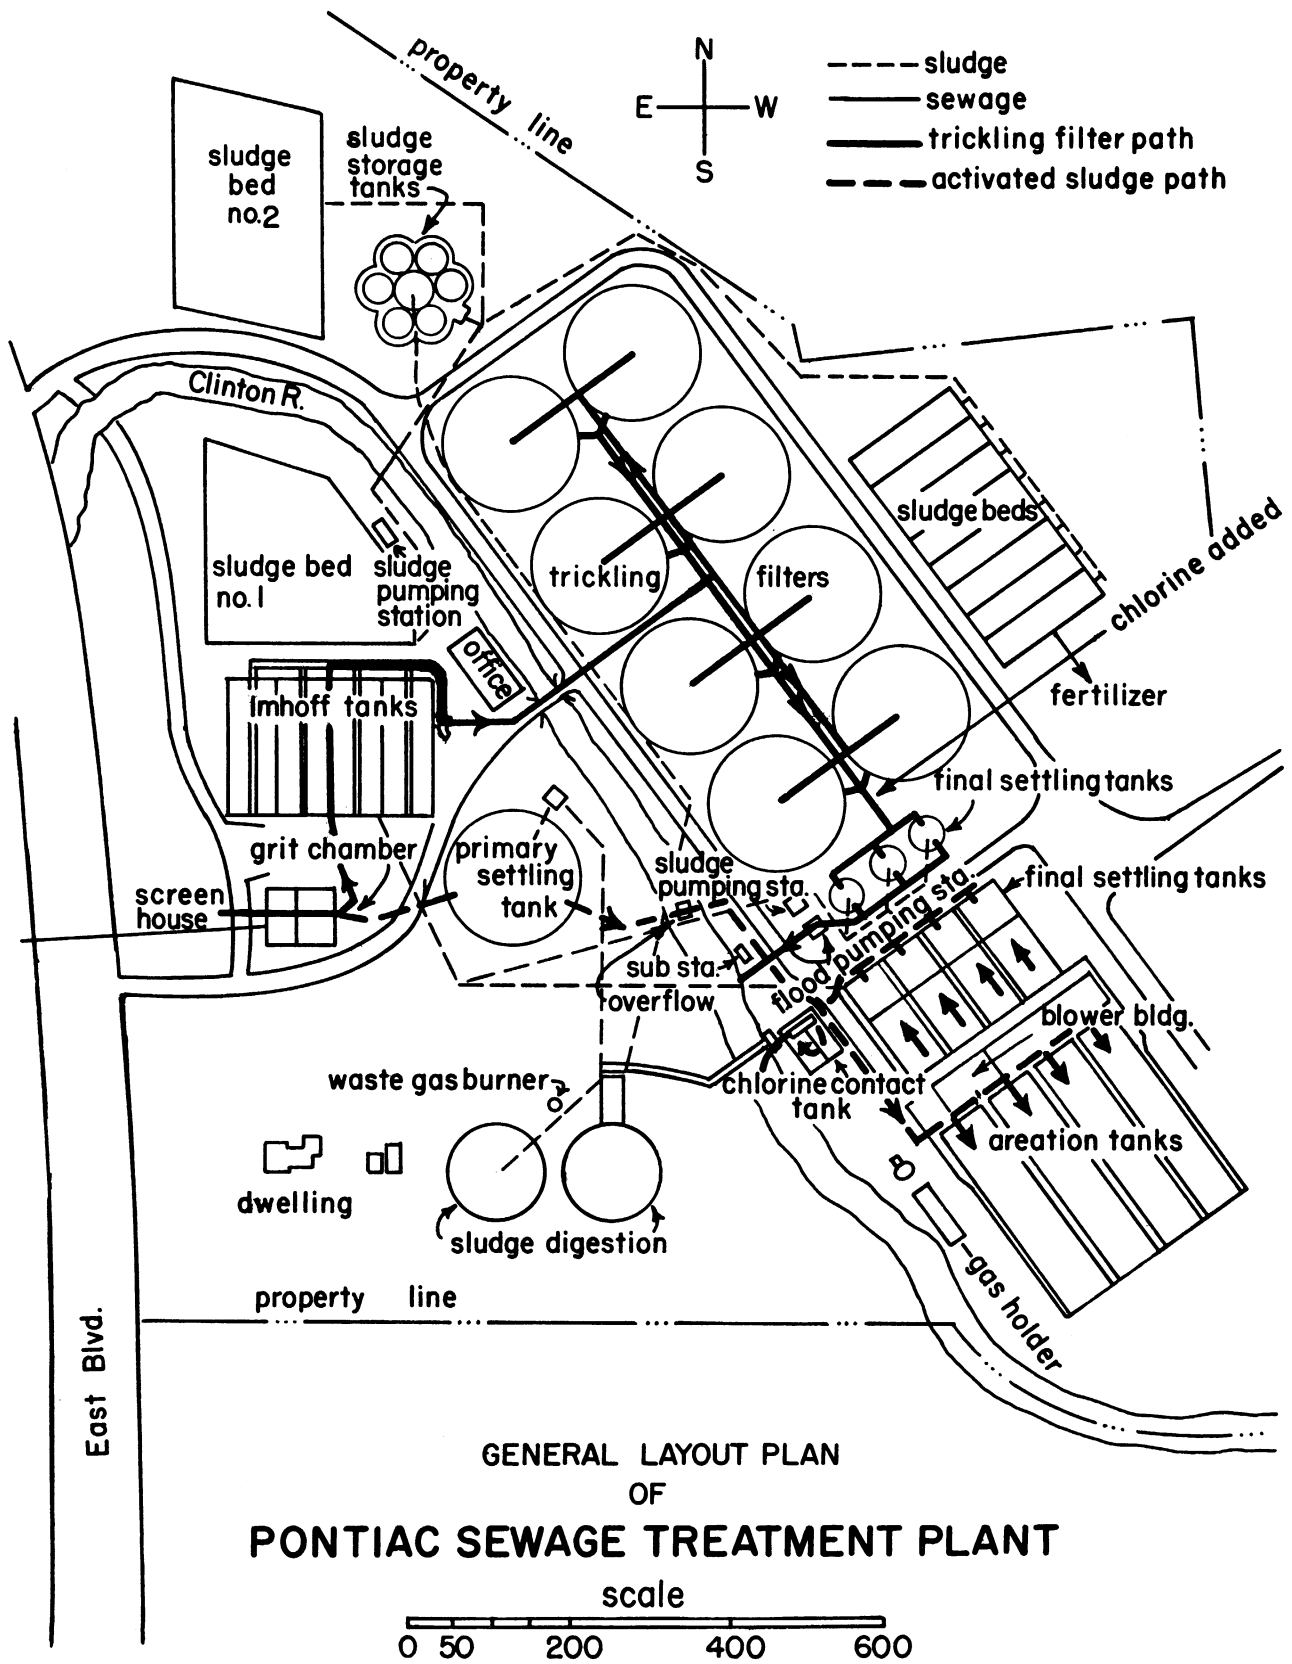 property line
N
E W
S
sludge
sewage
trickling filter path
activated sludge path
sludge
bed
no.2
sludge
storage
tanks
Clinton R.
sludge bed
no.1
sludge
pumping
station
office
trickling filters
sludge beds
chlorine added
fertilizer
Imhoff tanks
final settling tanks
grit chamber
primary
settling
tank
screen
house
sludge
pumping sta.
final settling tanks
flood pumping sta.
sub sta.
overflow
blower bldg.
waste gas burner
chlorine contact
tank
areation tanks
dwelling
sludge digestion
gas holder
property line
East Blvd.
GENERAL LAYOUT PLAN
OF
PONTIAC SEWAGE TREATMENT PLANT
scale
0 50 200 400 600